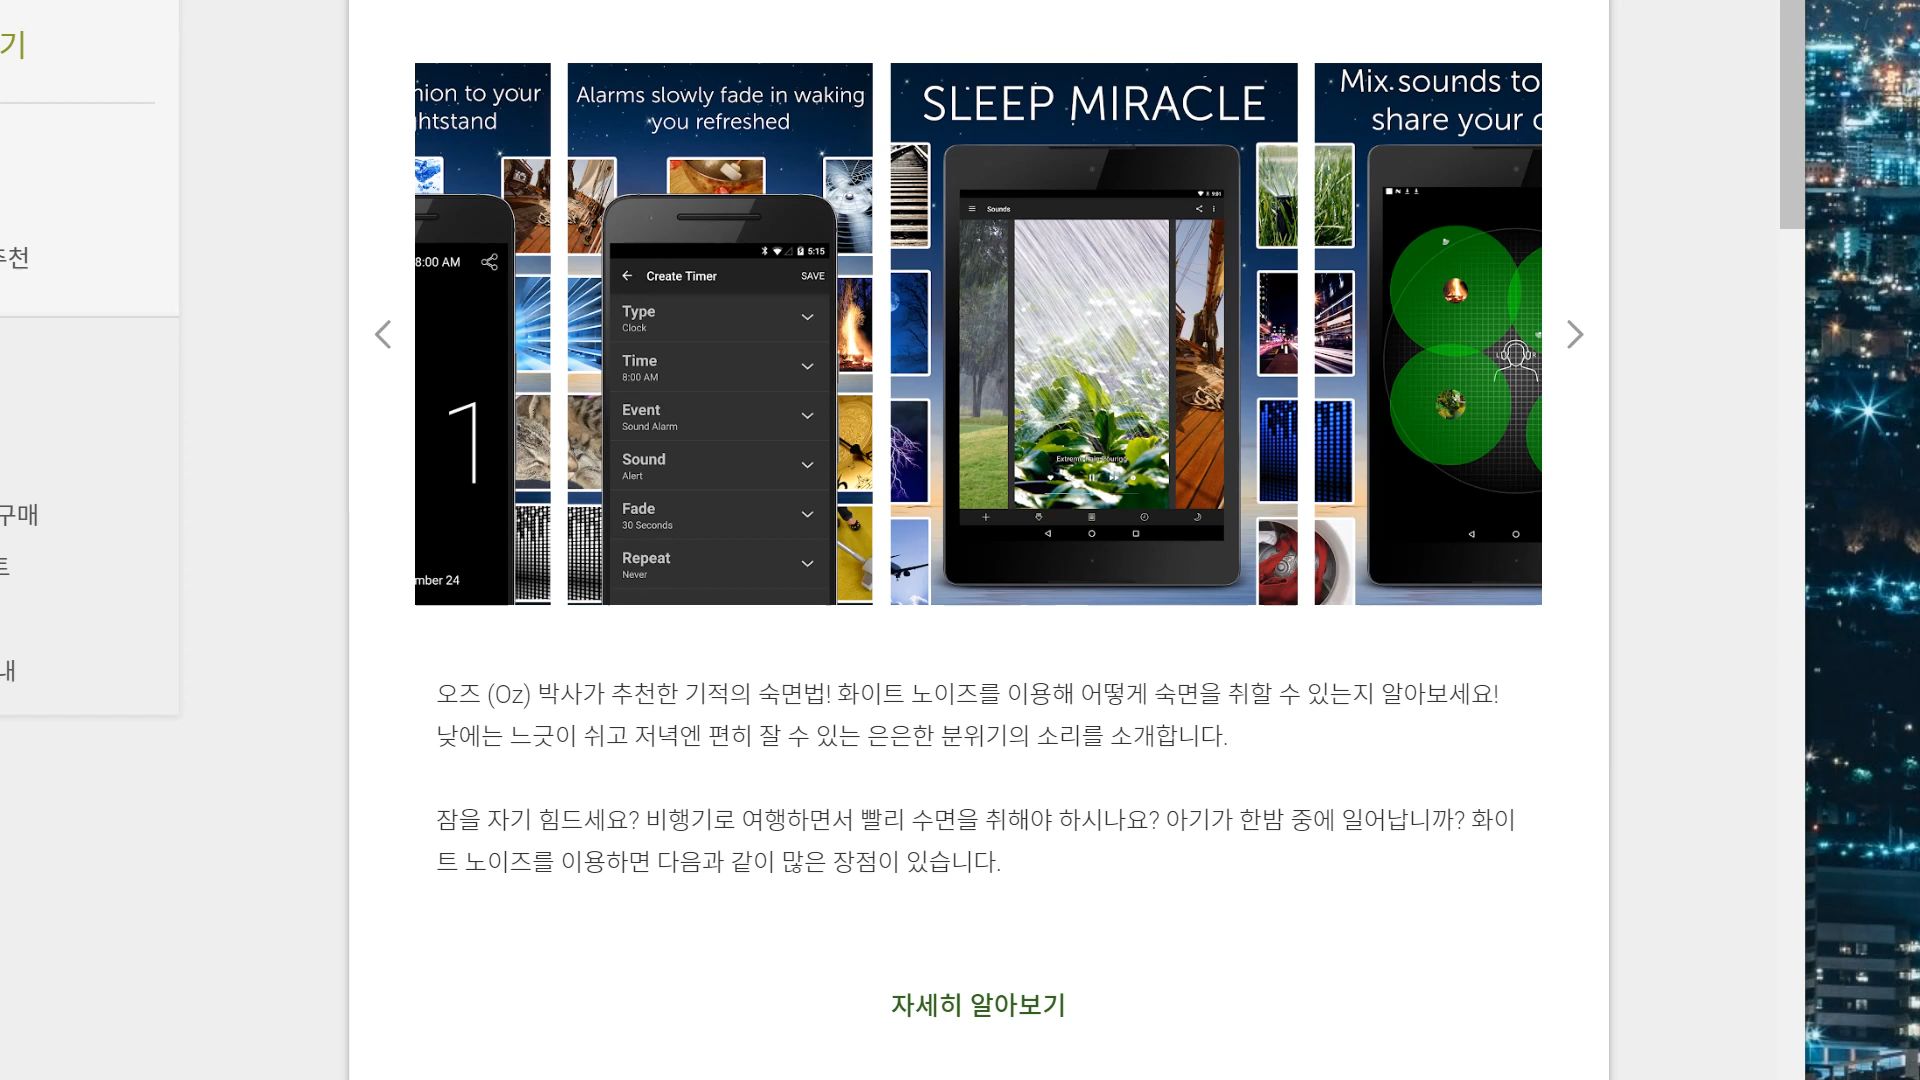 기
추천
구매
트
내
nion to your
htstand
8:00 AM
1
mber 24
Alarms slowly fade in waking
you refreshed
5:15
Create Timer
SAVE
Type
Clock
Time
8:00 AM
Event
Sound Alarm
Sound
Alert
Fade
30 Seconds
Repeat
Never
SLEEP MIRACLE
Sounds
Mix sounds to
share your c
오즈 (Oz) 박사가 추천한 기적의 숙면법! 화이트 노이즈를 이용해 어떻게 숙면을 취할 수 있는지 알아보세요!
낮에는 느긋이 쉬고 저녁엔 편히 잘 수 있는 은은한 분위기의 소리를 소개합니다.
잠을 자기 힘드세요? 비행기로 여행하면서 빨리 수면을 취해야 하시나요? 아기가 한밤 중에 일어납니까? 화이
트 노이즈를 이용하면 다음과 같이 많은 장점이 있습니다.
자세히 알아보기